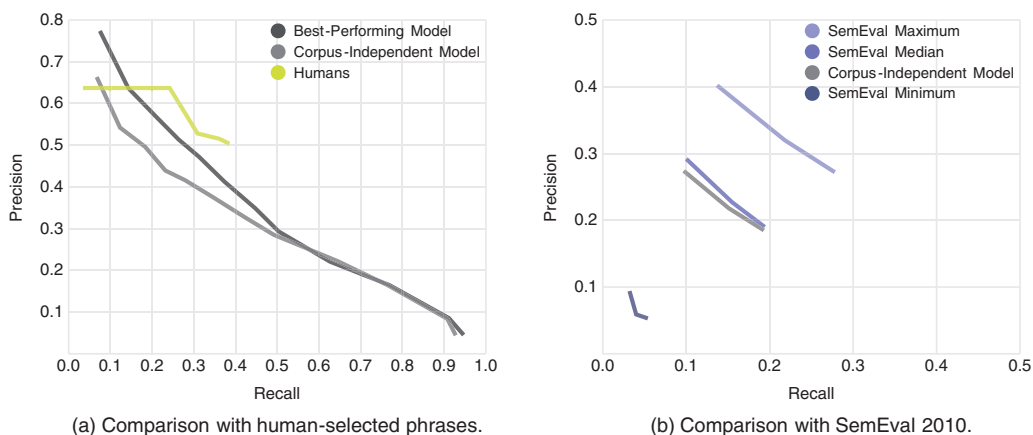 0.8
0.7
0.6
0.5
0.4
0.3
0.2
0.1
Precision
Best-Performing Model
Corpus-Independent Model
Humans
0.0 0.1 0.2 0.3 0.4 0.5 0.6 0.7 0.8 0.9 1.0
Recall
(a) Comparison with human-selected phrases.
0.5
0.4
0.3
0.2
0.1
Precision
SemEval Maximum
SemEval Median
Corpus-Independent Model
SemEval Minimum
0.0 0.1 0.2 0.3 0.4 0.5
Recall
(b) Comparison with SemEval 2010.